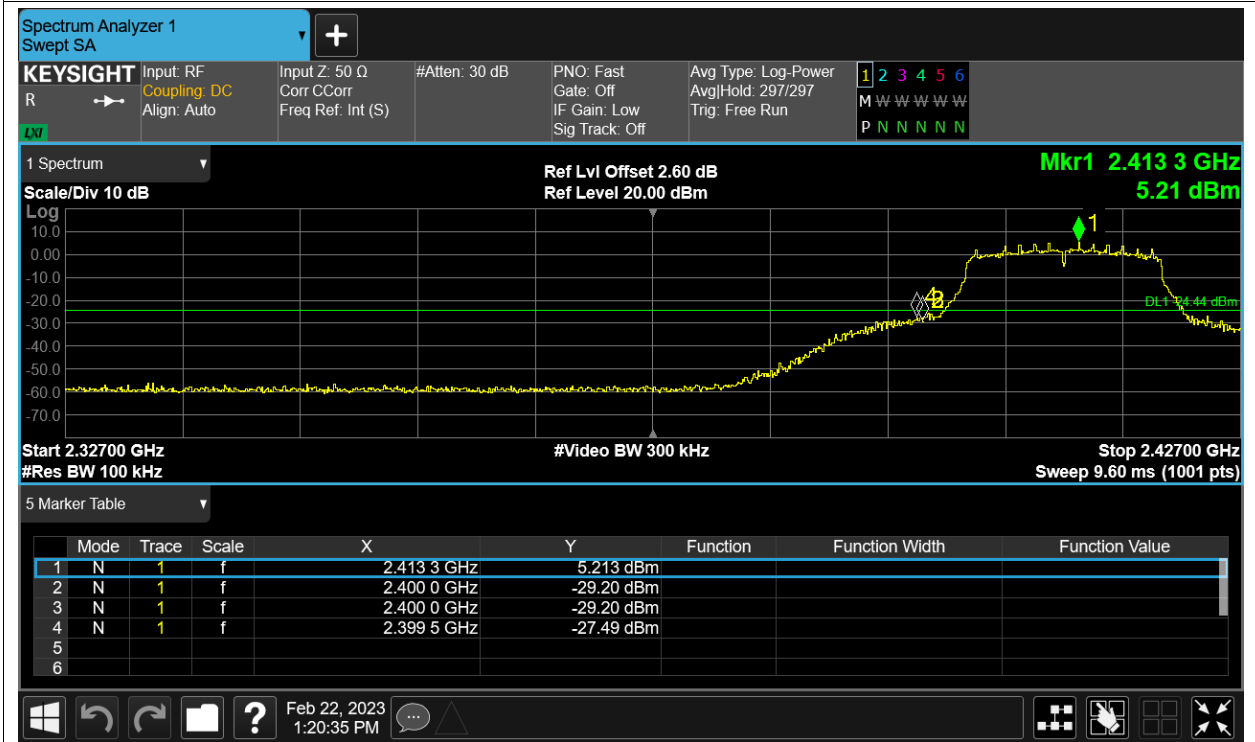 Spectrum Analyzer 1
Swept SA
KEYSIGHT
R
LXI
Input: RF
Coupling: DC
Align: Auto
Input Z: 50 Ω
Corr CCorr
Freq Ref: Int (S)
#Atten: 30 dB
PNO: Fast
Gate: Off
IF Gain: Low
Sig Track: Off
Avg Type: Log-Power
Avg|Hold: 297/297
Trig: Free Run
1 2 3 4 5 6
M W W W W W
P N N N N N
1 Spectrum
Scale/Div 10 dB
Ref Lvl Offset 2.60 dB
Ref Level 20.00 dBm
Mkr1 2.413 3 GHz
5.21 dBm
Log
10.0
0.00
-10.0
-20.0
-30.0
-40.0
-50.0
-60.0
-70.0
1
DL1 -24.44 dBm
Start 2.32700 GHz
#Res BW 100 kHz
#Video BW 300 kHz
Stop 2.42700 GHz
Sweep 9.60 ms (1001 pts)
5 Marker Table
Mode Trace Scale X Y Function Function Width Function Value
1 N 1 f 2.413 3 GHz 5.213 dBm
2 N 1 f 2.400 0 GHz -29.20 dBm
3 N 1 f 2.400 0 GHz -29.20 dBm
4 N 1 f 2.399 5 GHz -27.49 dBm
5
6
?
Feb 22, 2023
1:20:35 PM